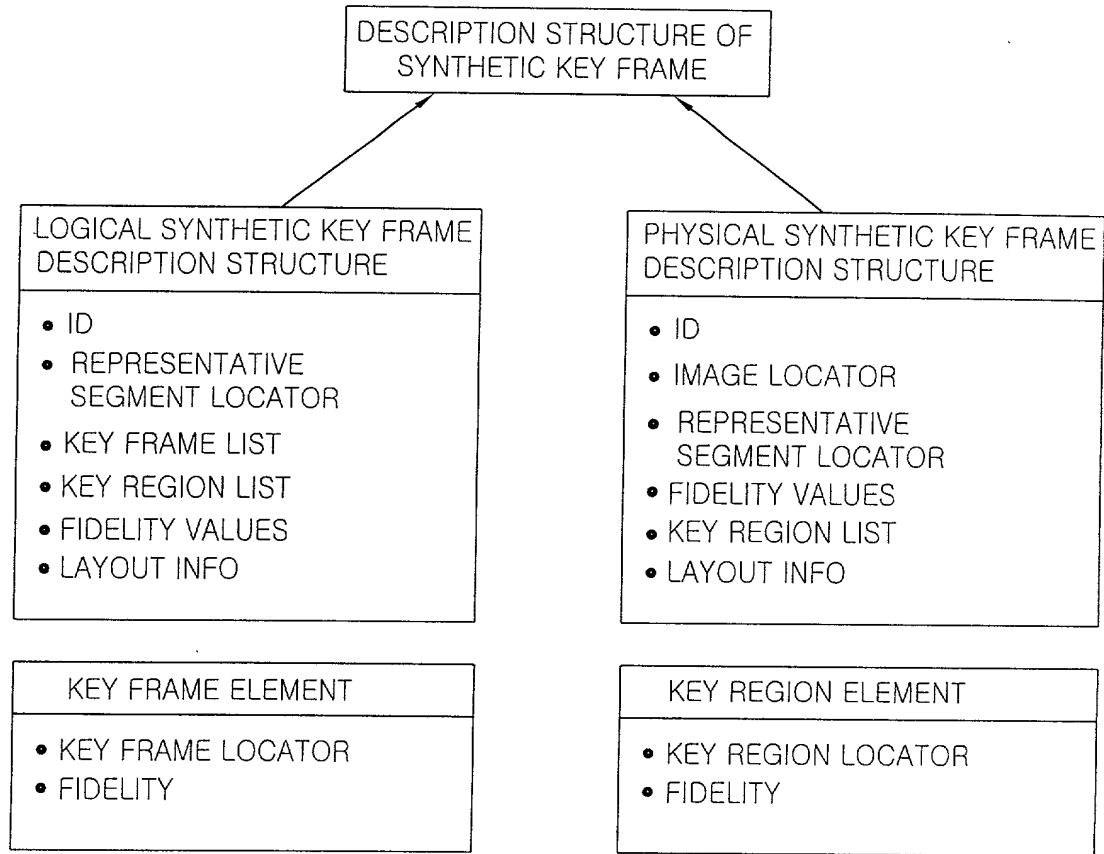 DESCRIPTION STRUCTURE OF
SYNTHETIC KEY FRAME
LOGICAL SYNTHETIC KEY FRAME
DESCRIPTION STRUCTURE
• ID
• REPRESENTATIVE
SEGMENT LOCATOR
• KEY FRAME LIST
• KEY REGION LIST
• FIDELITY VALUES
• LAYOUT INFO
PHYSICAL SYNTHETIC KEY FRAME
DESCRIPTION STRUCTURE
• ID
• IMAGE LOCATOR
• REPRESENTATIVE
SEGMENT LOCATOR
• FIDELITY VALUES
• KEY REGION LIST
• LAYOUT INFO
KEY FRAME ELEMENT
• KEY FRAME LOCATOR
• FIDELITY
KEY REGION ELEMENT
• KEY REGION LOCATOR
• FIDELITY